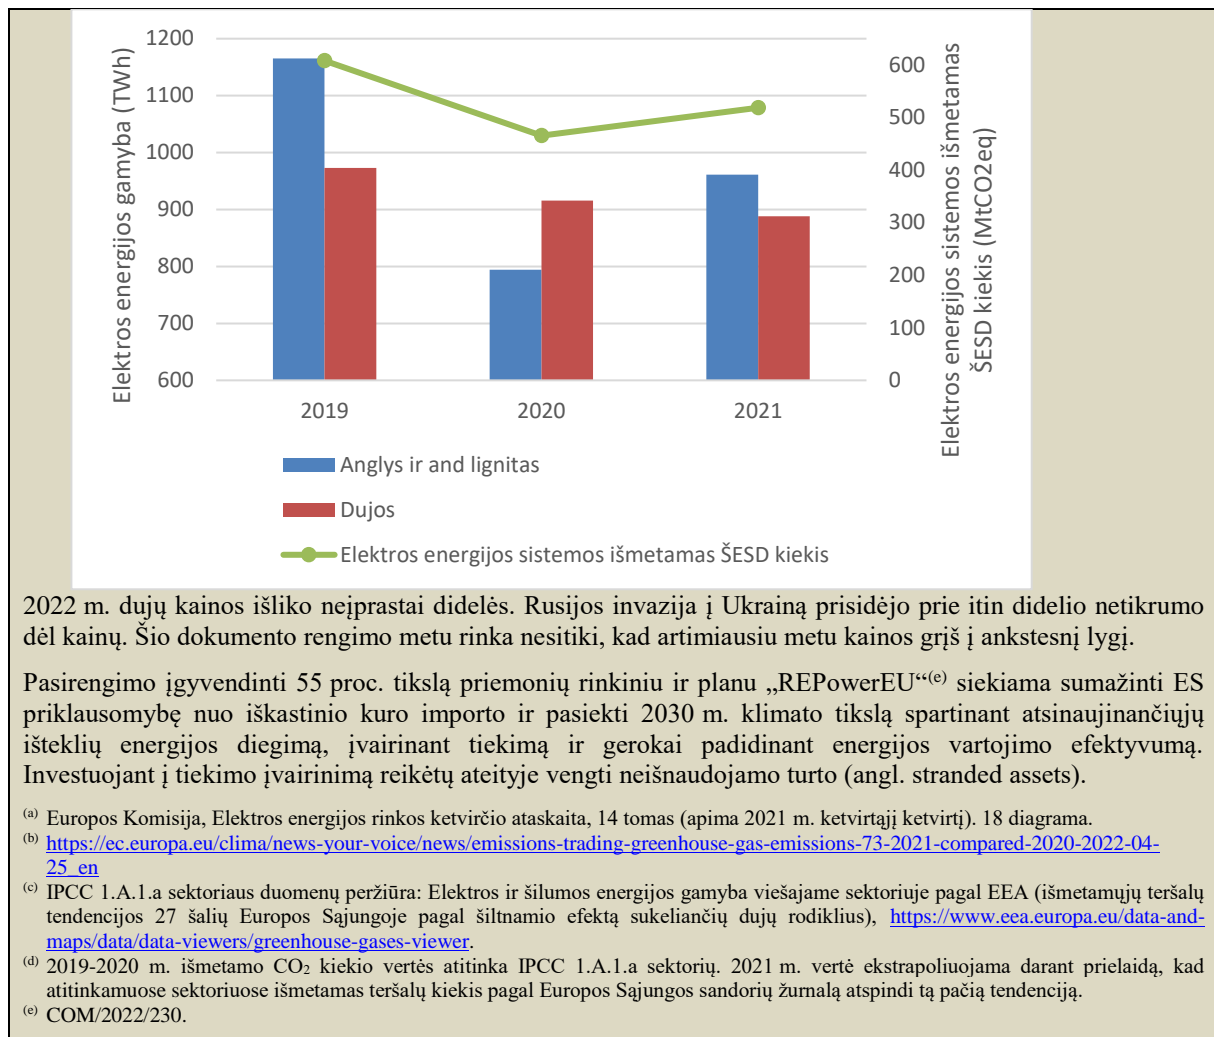 Elektros energijos gamyba (TWh)
1200
1100
1000
900
800
700
600
2019
2020
2021
600
500
400
300
200
100
0
Elektros energijos sistemos išmetamas
ŠESD kiekis (MtCO2eq)
Anglys ir and lignitas
Dujos
Elektros energijos sistemos išmetamas ŠESD kiekis
2022 m. dujų kainos išliko neįprastai didelės. Rusijos invazija į Ukrainą prisidėjo prie itin didelio netikrumo
dėl kainų. Šio dokumento rengimo metu rinka nesitiki, kad artimiausiu metu kainos grįš į ankstesnį lygį.
Pasirengimo įgyvendinti 55 proc. tikslą priemonių rinkiniu ir planu „REPowerEU“(e) siekiama sumažinti ES
priklausomybę nuo iškastinio kuro importo ir pasiekti 2030 m. klimato tikslą spartinant atsinaujinančiųjų
išteklių energijos diegimą, įvairinant tiekimą ir gerokai padidinant energijos vartojimo efektyvumą.
Investuojant į tiekimo įvairinimą reikėtų ateityje vengti neišnaudojamo turto (angl. stranded assets).
(a) Europos Komisija, Elektros energijos rinkos ketvirčio ataskaita, 14 tomas (apima 2021 m. ketvirtąjį ketvirtį). 18 diagrama.
(b) https://ec.europa.eu/clima/news-your-voice/news/emissions-trading-greenhouse-gas-emissions-73-2021-compared-2020-2022-04-
25_en
(c) IPCC 1.A.1.a sektoriaus duomenų peržiūra: Elektros ir šilumos energijos gamyba viešajame sektoriuje pagal EEA (išmetamųjų teršalų
tendencijos 27 šalių Europos Sąjungoje pagal šiltnamio efektą sukeliančių dujų rodiklius), https://www.eea.europa.eu/data-and-
maps/data/data-viewers/greenhouse-gases-viewer.
(d) 2019-2020 m. išmetamo CO2 kiekio vertės atitinka IPCC 1.A.1.a sektorių. 2021 m. vertė ekstrapoliuojama darant prielaidą, kad
atitinkamuose sektoriuose išmetamas teršalų kiekis pagal Europos Sąjungos sandorių žurnalą atspindi tą pačią tendenciją.
(e) COM/2022/230.